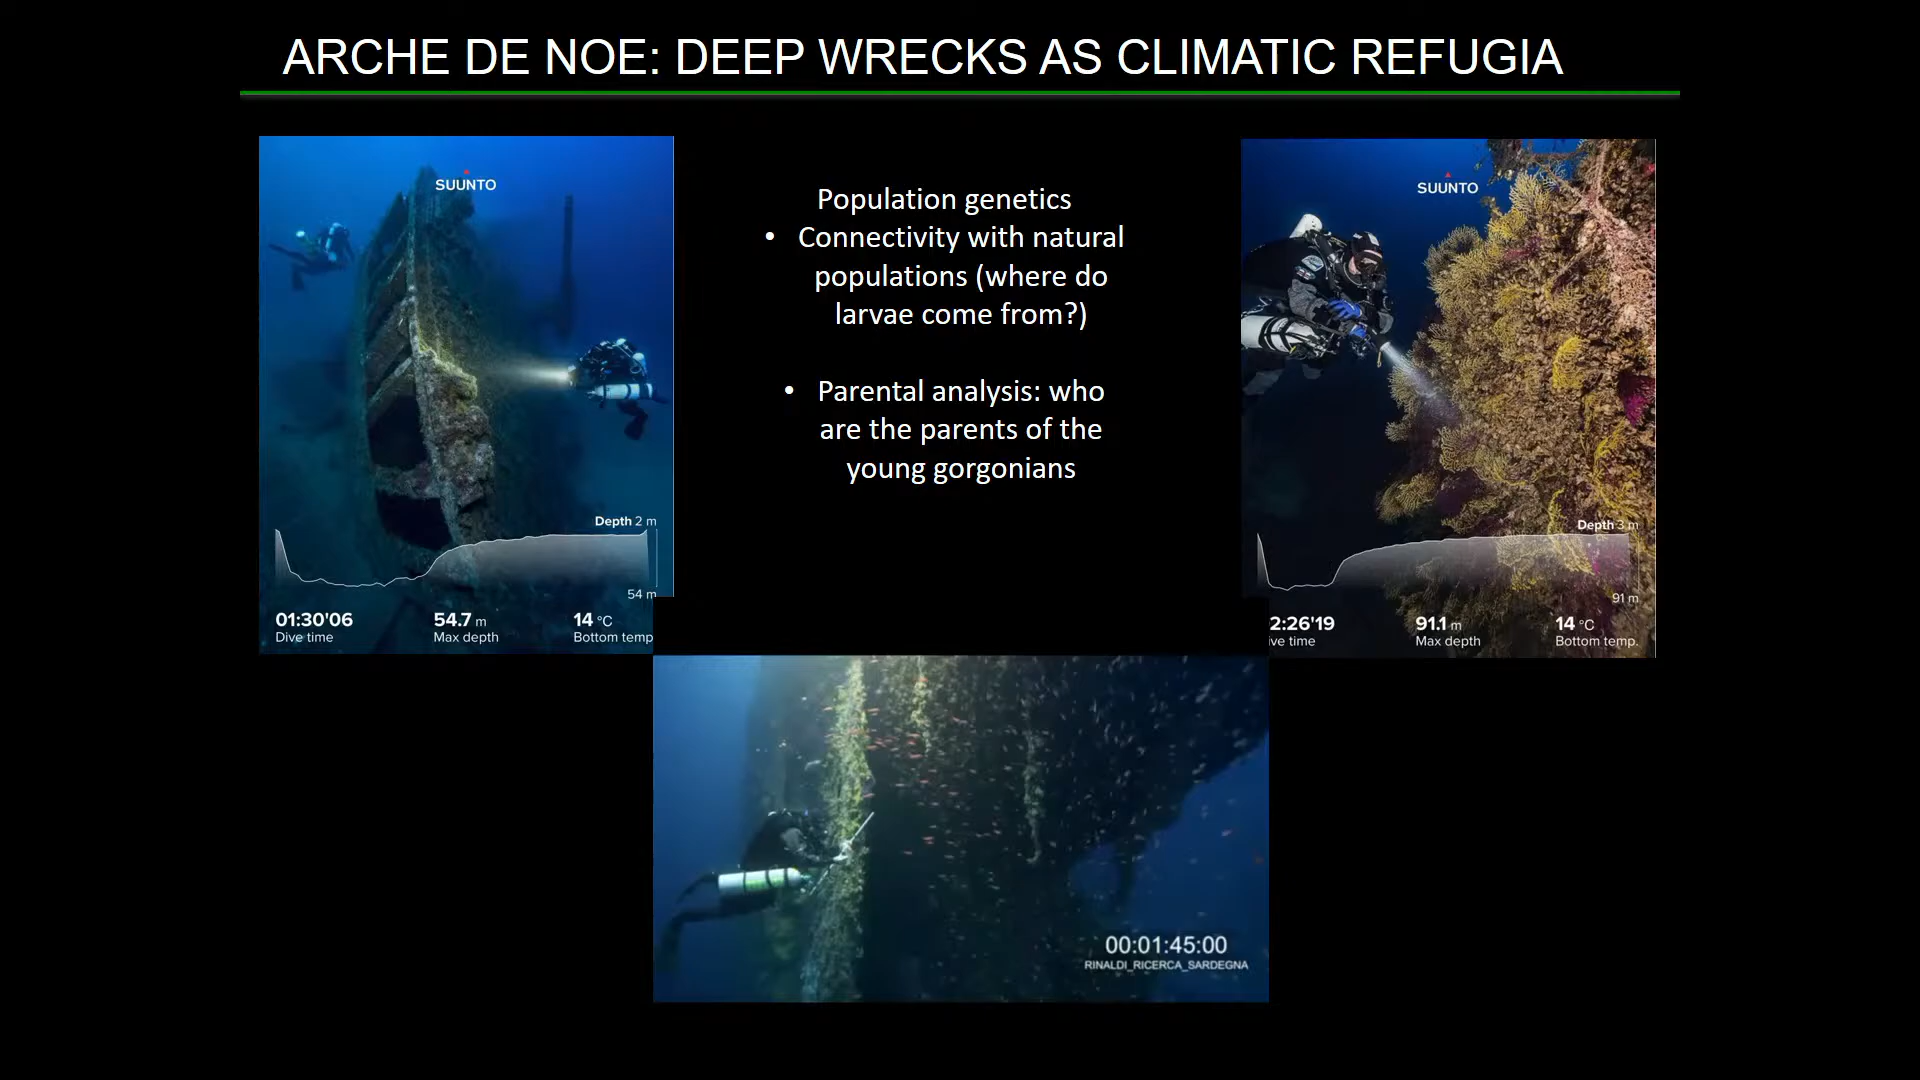 ARCHE DE NOE: DEEP WRECKS AS CLIMATIC REFUGIA
SUUNTO
Depth 2 m
54 m
01:30'06
Dive time
54.7 m
Max depth
14 °C
Bottom temp
Population genetics
• Connectivity with natural
populations (where do
larvae come from?)
• Parental analysis: who
are the parents of the
young gorgonians
SUUNTO
Depth 3 m
91 m
2:26'19
ive time
91.1 m
Max depth
14 °C
Bottom temp.
00:01:45:00
RINALDI_RICERCA_SARDEGNA